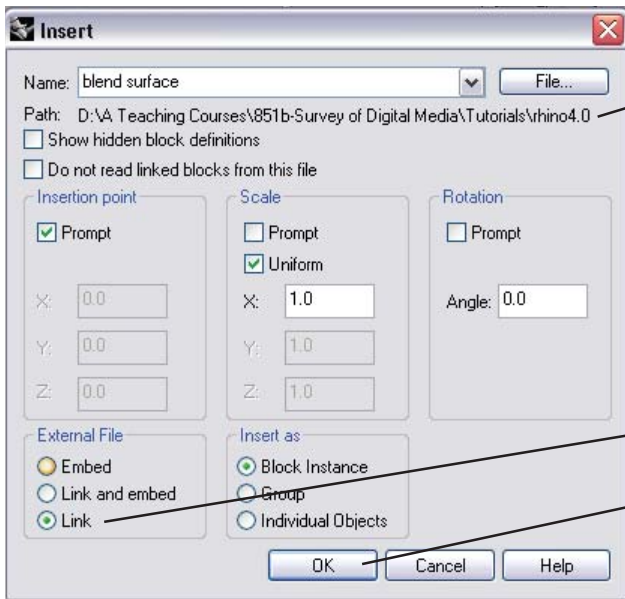 Insert
Name: blend surface File...
Path: D:\A Teaching Courses\851b-Survey of Digital Media\Tutorials\rhino4.0
Show hidden block definitions
Do not read linked blocks from this file
Insertion point
Prompt
X: 0.0
Y: 0.0
Z: 0.0
Scale
Prompt
Uniform
X: 1.0
Y: 1.0
Z: 1.0
Rotation
Prompt
Angle: 0.0
External File
Embed
Link and embed
Link
Insert as
Block Instance
Group
Individual Objects
OK Cancel Help